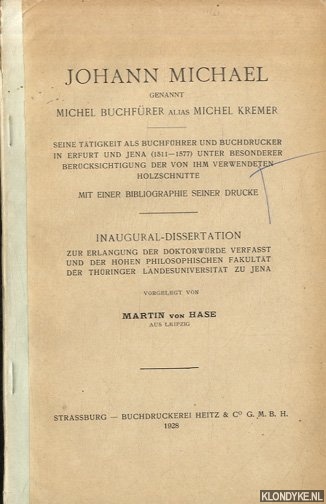 JOHANN MICHAEL
GENANNT
MICHEL BUCHFÜRER ALIAS MICHEL KREMER
SEINE TÄTIGKEIT ALS BUCHFÜHRER UND BUCHDRUCKER
IN ERFURT UND JENA (1511—1577) UNTER BESONDERER
BERÜCKSICHTIGUNG DER VON IHM VERWENDETEN
HOLZSCHNITTE
MIT EINER BIBLIOGRAPHIE SEINER DRUCKE
INAUGURAL-DISSERTATION
ZUR ERLANGUNG DER DOKTORWÜRDE VERFASST
UND DER HOHEN PHILOSOPHISCHEN FAKULTÄT
DER THÜRINGER LANDESUNIVERSITÄT ZU JENA
VORGELEGT VON
MARTIN VON HASE
AUS LEIPZIG
STRASSBURG — BUCHDRUCKEREI HEITZ & Cº G. M. B. H.
1928
KLONDYKE.NL